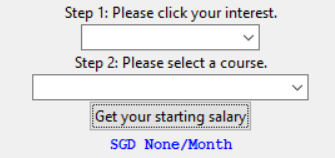 Step 1: Please click your interest.
Step 2: Please select a course.
Get your starting salary
SGD None/Month